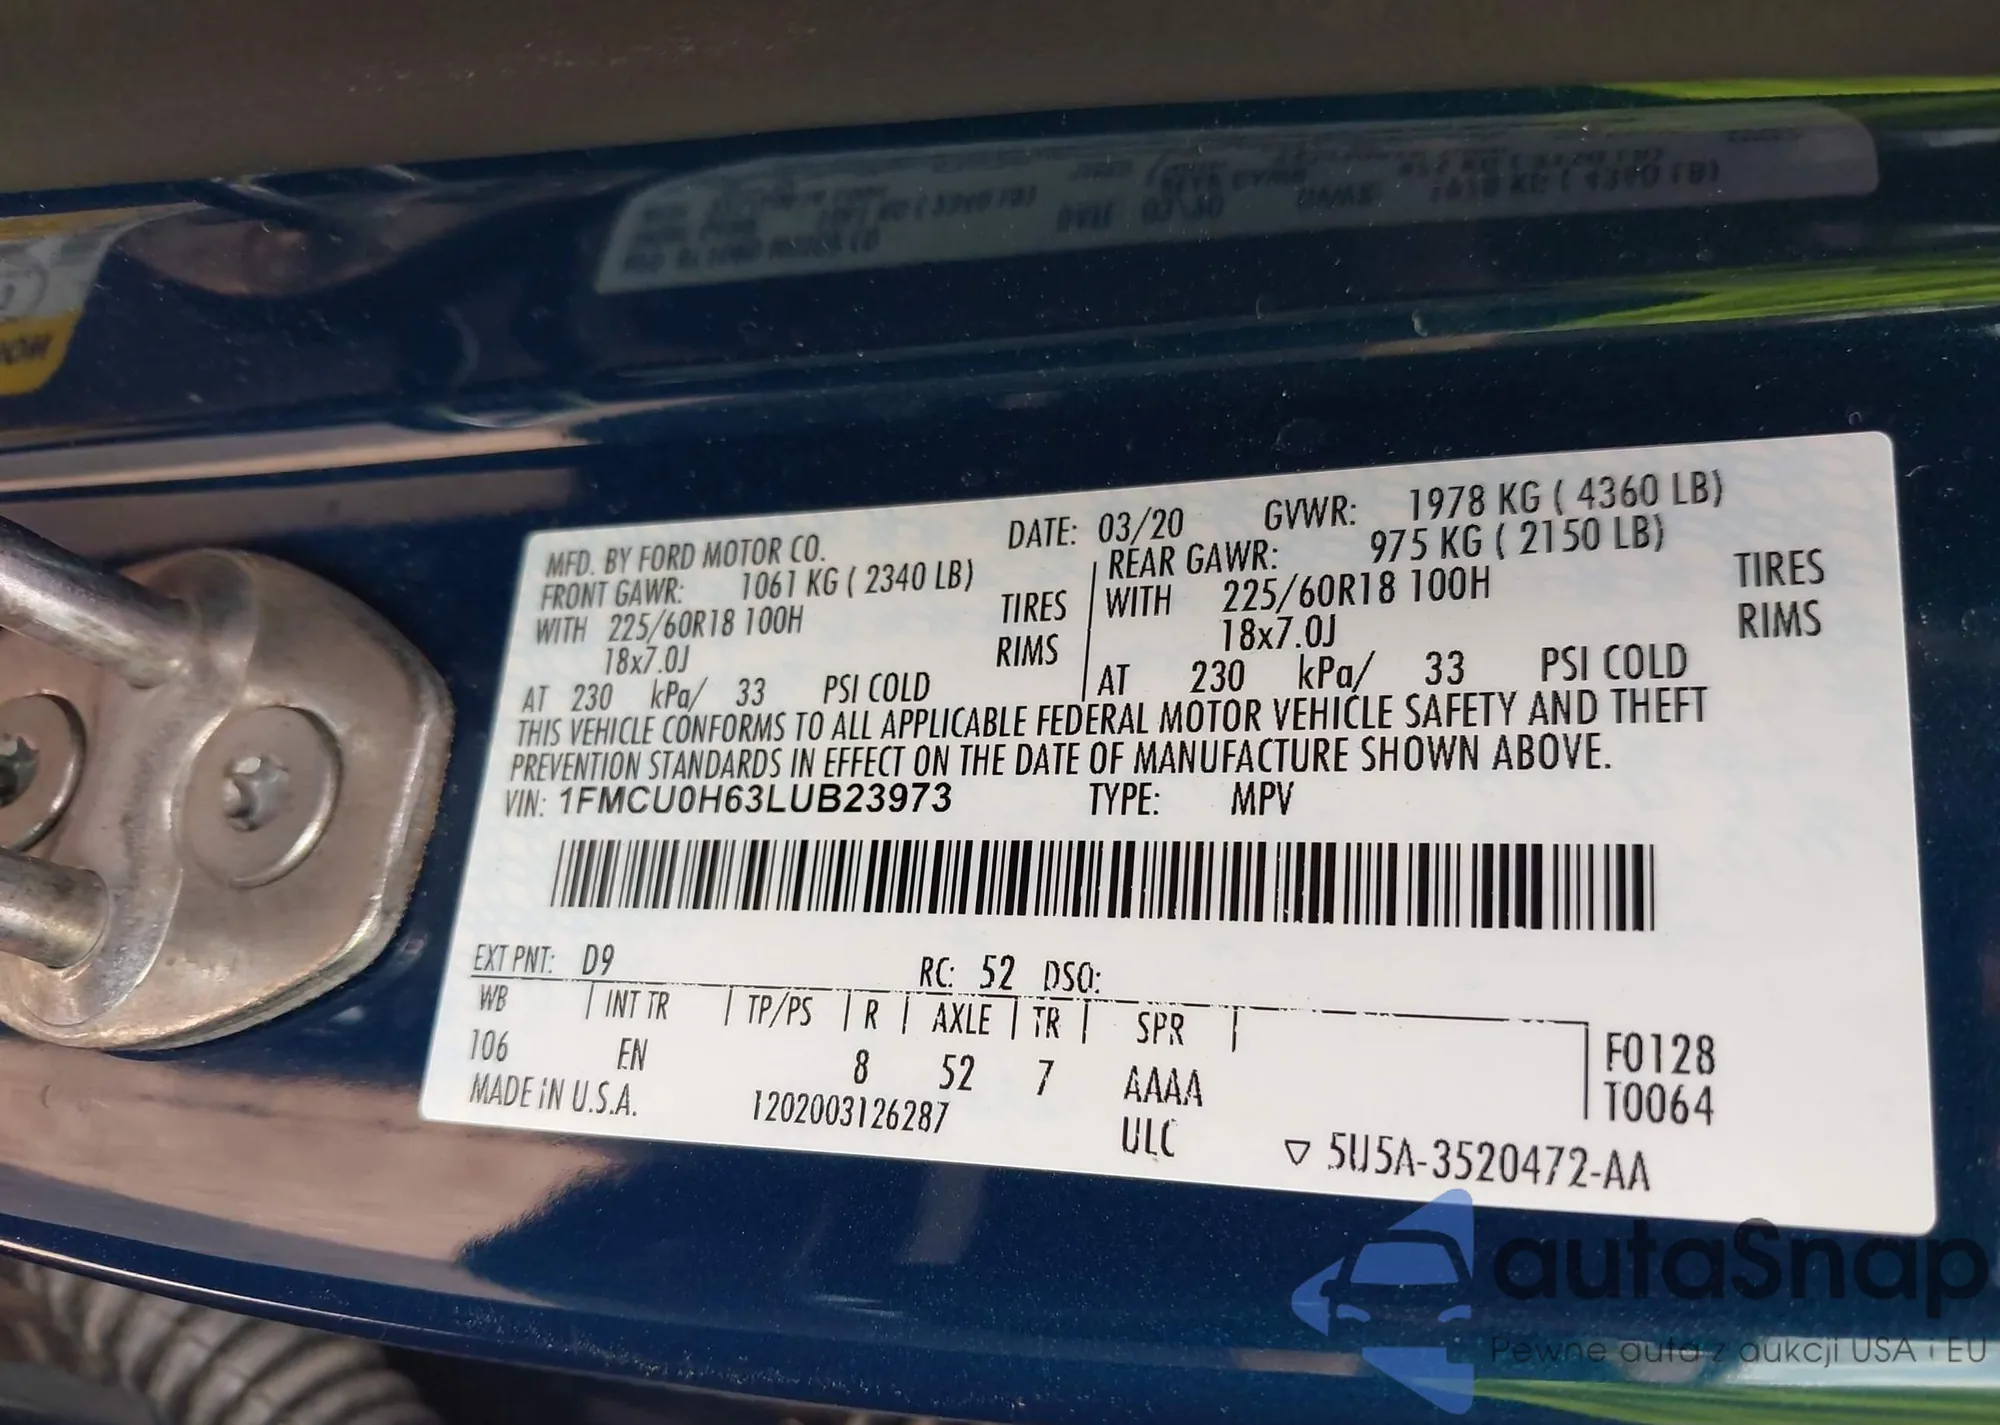 MFD. BY FORD MOTOR CO. DATE: 03/20 GVWR: 1978 KG ( 4360 LB)
FRONT GAWR: 1061 KG ( 2340 LB) REAR GAWR: 975 KG ( 2150 LB)
WITH 225/60R18 100H TIRES WITH 225/60R18 100H TIRES
18x7.0J RIMS 18x7.0J RIMS
AT 230 kPa/ 33 PSI COLD AT 230 kPa/ 33 PSI COLD
THIS VEHICLE CONFORMS TO ALL APPLICABLE FEDERAL MOTOR VEHICLE SAFETY AND THEFT
PREVENTION STANDARDS IN EFFECT ON THE DATE OF MANUFACTURE SHOWN ABOVE.
VIN: 1FMCU0H63LUB23973 TYPE: MPV
EXT PNT: D9 RC: 52 DSO:
WB INT TR TP/PS R AXLE TR SPR
106 EN 8 52 7 AAAA F0128
MADE IN U.S.A. 1202003126287 ULC T0064
▽ 5U5A-3520472-AA
autaSnap
Pewne auta z aukcji USA i EU